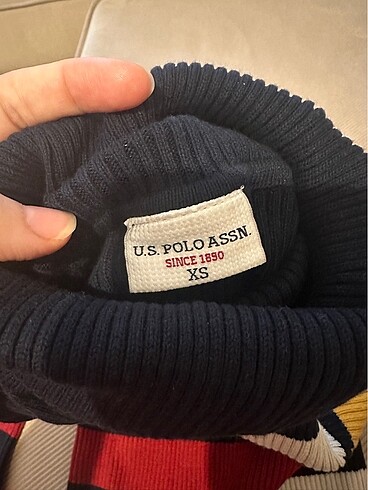 U.S. POLO ASSN.
SINCE 1890
XS